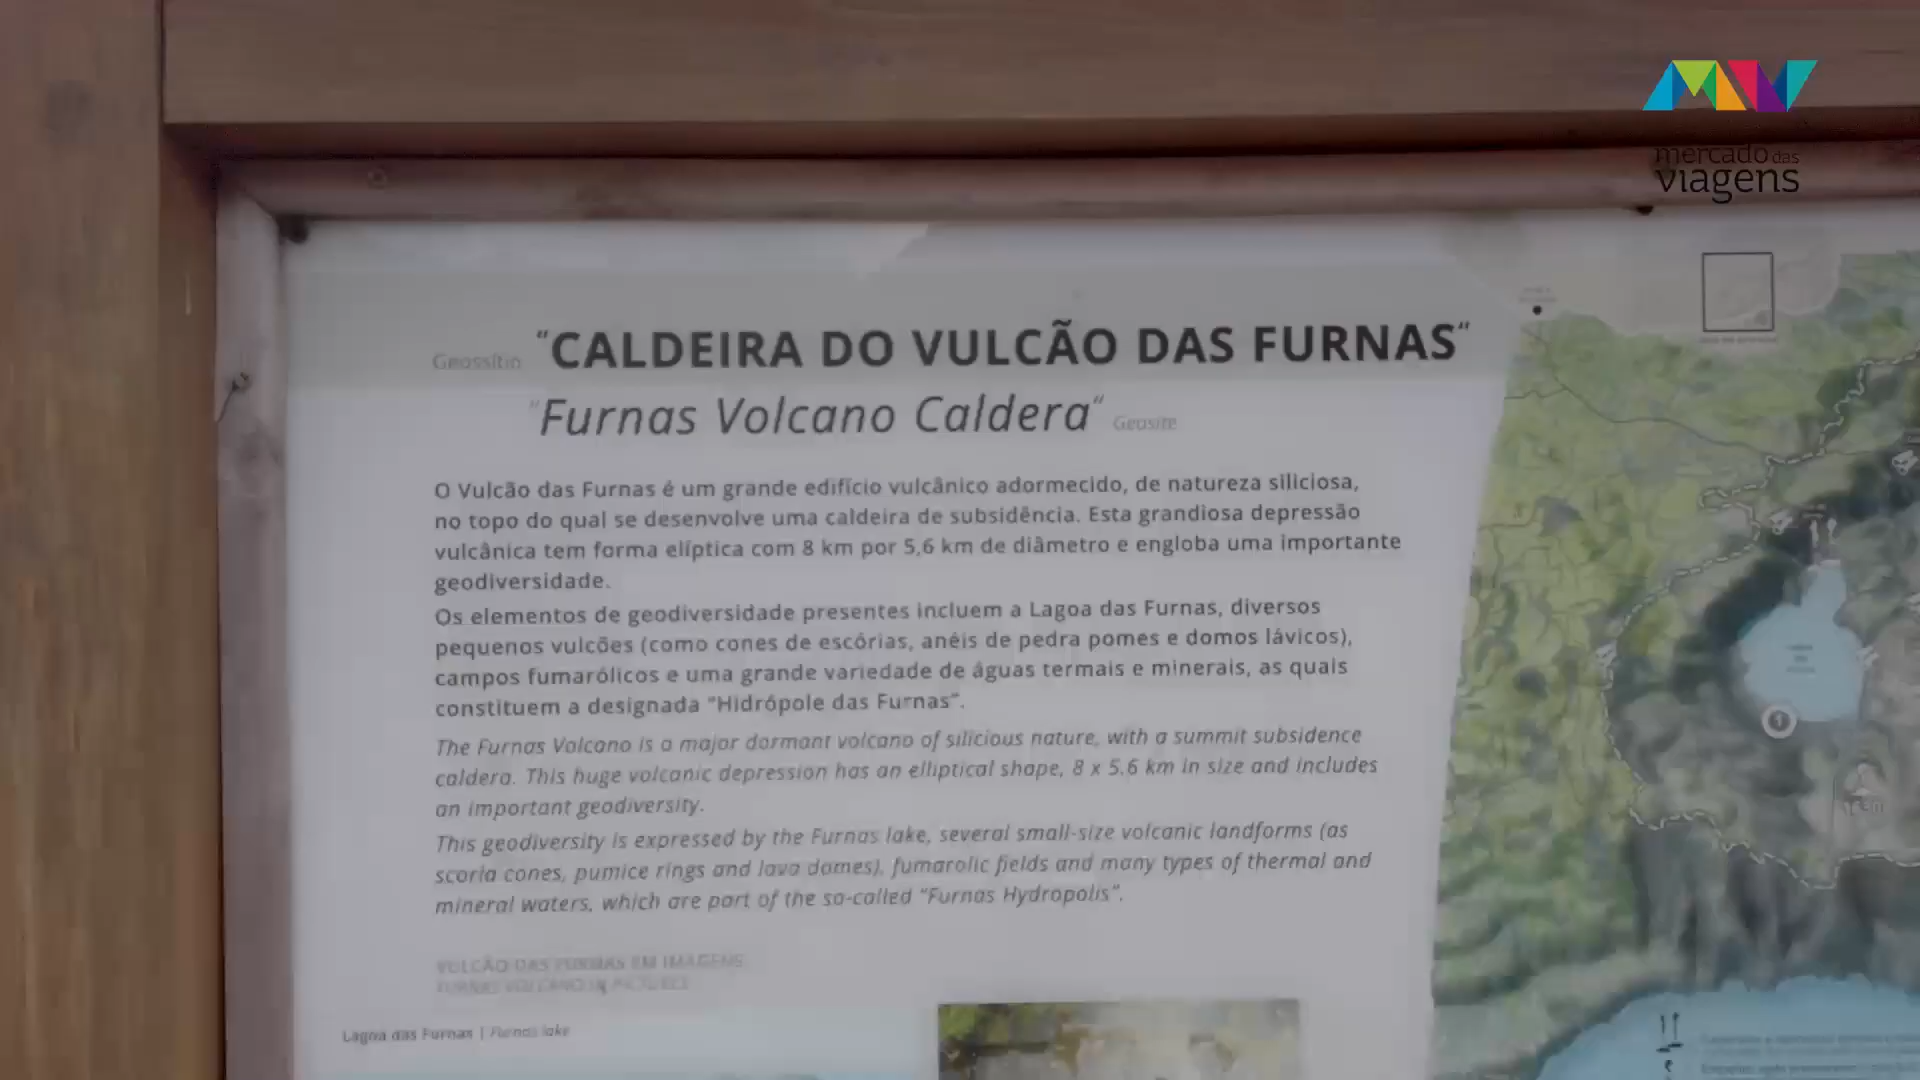 mercado das
viagens
Geossítio "CALDEIRA DO VULCÃO DAS FURNAS"
"Furnas Volcano Caldera" Geosite
O Vulcão das Furnas é um grande edifício vulcânico adormecido, de natureza siliciosa,
no topo do qual se desenvolve uma caldeira de subsidência. Esta grandiosa depressão
vulcânica tem forma elíptica com 8 km por 5,6 km de diâmetro e engloba uma importante
geodiversidade.
Os elementos de geodiversidade presentes incluem a Lagoa das Furnas, diversos
pequenos vulcões (como cones de escórias, anéis de pedra pomes e domos lávicos),
campos fumarólicos e uma grande variedade de águas termais e minerais, as quais
constituem a designada "Hidrópole das Furnas".
The Furnas Volcano is a major dormant volcano of silicious nature, with a summit subsidence
caldera. This huge volcanic depression has an elliptical shape, 8 x 5.6 km in size and includes
an important geodiversity.
This geodiversity is expressed by the Furnas lake, several small-size volcanic landforms (as
scoria cones, pumice rings and lava domes), fumarolic fields and many types of thermal and
mineral waters, which are part of the so-called "Furnas Hydropolis".
VULCÃO DAS FURNAS EM IMAGENS
FURNAS VOLCANO IN PICTURES
Lagoa das Furnas | Furnas lake
1